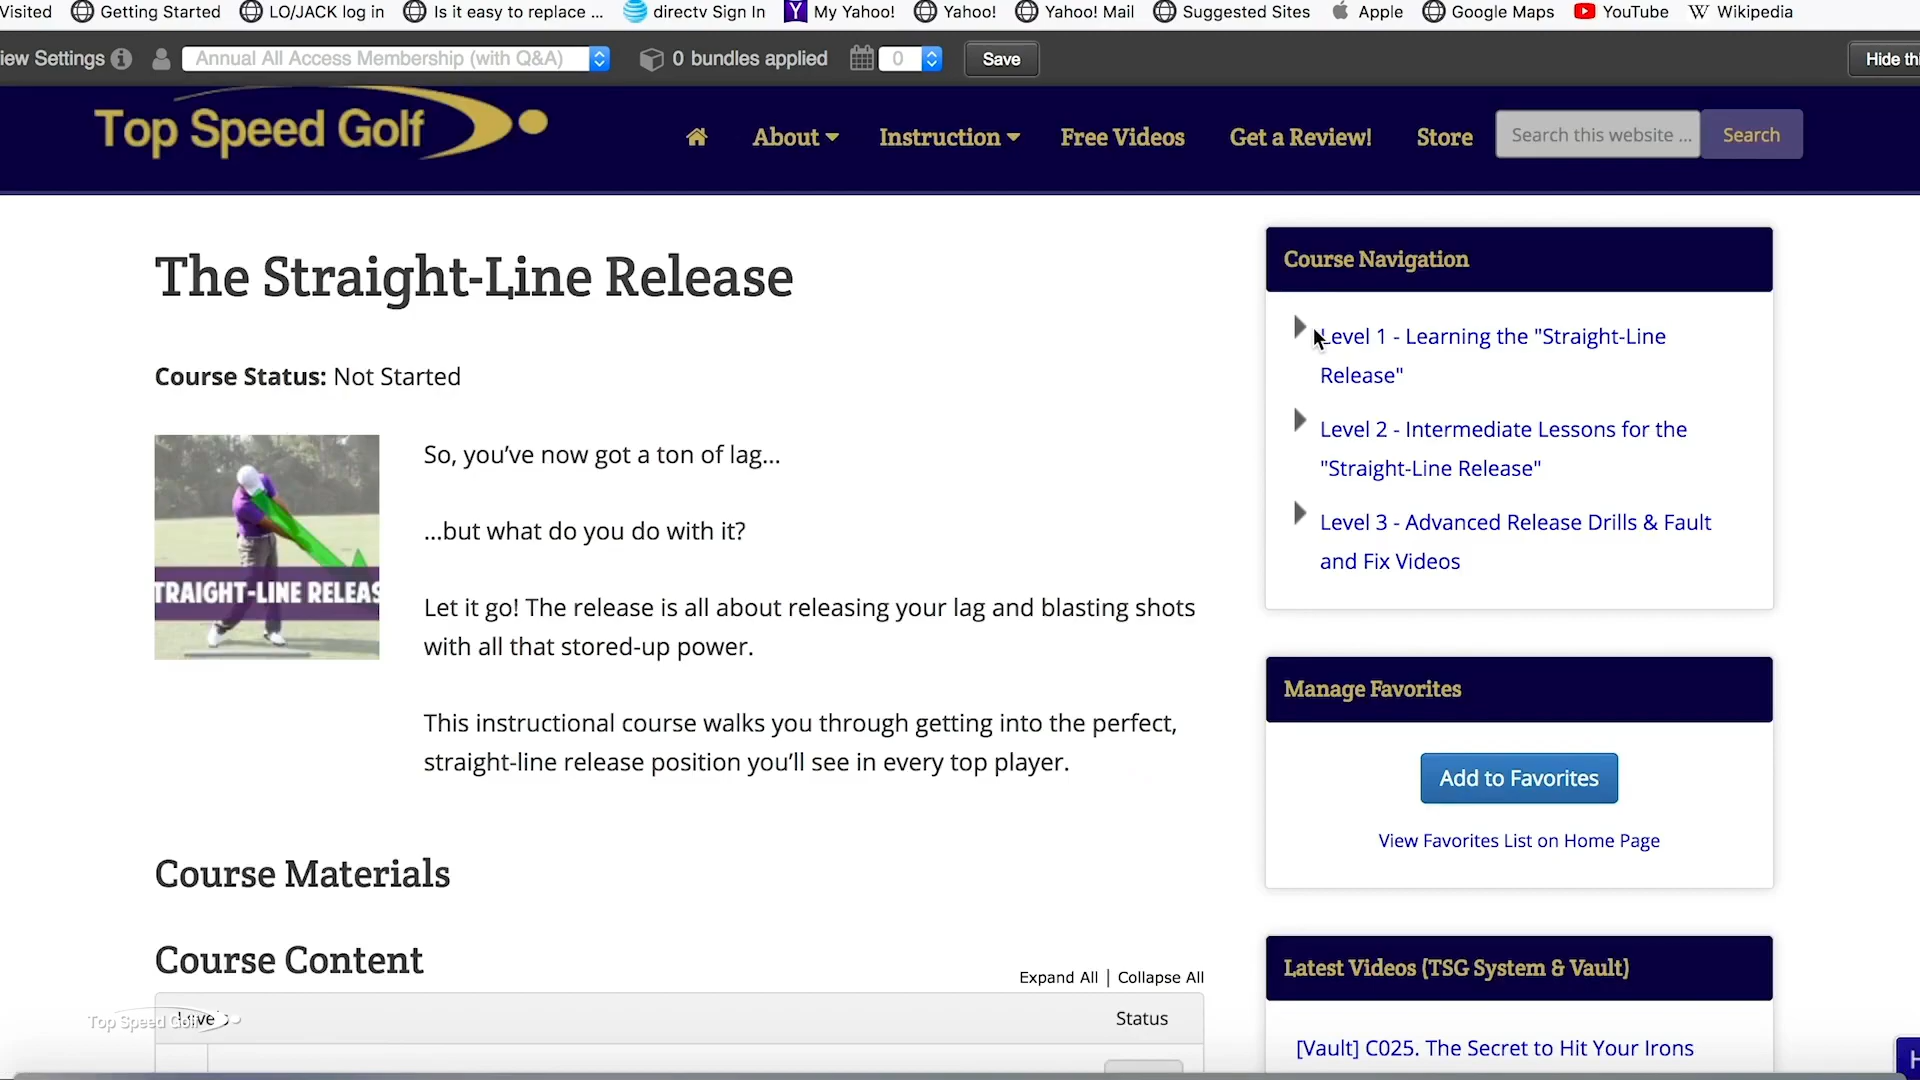 Visited Getting Started LO/JACK log in Is it easy to replace ... directv Sign In My Yahoo! Yahoo! Yahoo! Mail Suggested Sites Apple Google Maps YouTube Wikipedia
iew Settings Annual All Access Membership (with Q&A) 0 bundles applied 0 Save Hide thi
Top Speed Golf
About Instruction Free Videos Get a Review! Store Search this website ... Search
The Straight-Line Release
Course Status: Not Started
TRAIGHT-LINE RELEAS
So, you've now got a ton of lag...
...but what do you do with it?
Let it go! The release is all about releasing your lag and blasting shots
with all that stored-up power.
This instructional course walks you through getting into the perfect,
straight-line release position you'll see in every top player.
Course Materials
Course Content
Expand All | Collapse All
Status
Top Speed Golf
Course Navigation
Level 1 - Learning the "Straight-Line
Release"
Level 2 - Intermediate Lessons for the
"Straight-Line Release"
Level 3 - Advanced Release Drills & Fault
and Fix Videos
Manage Favorites
Add to Favorites
View Favorites List on Home Page
Latest Videos (TSG System & Vault)
[Vault] C025. The Secret to Hit Your Irons
H